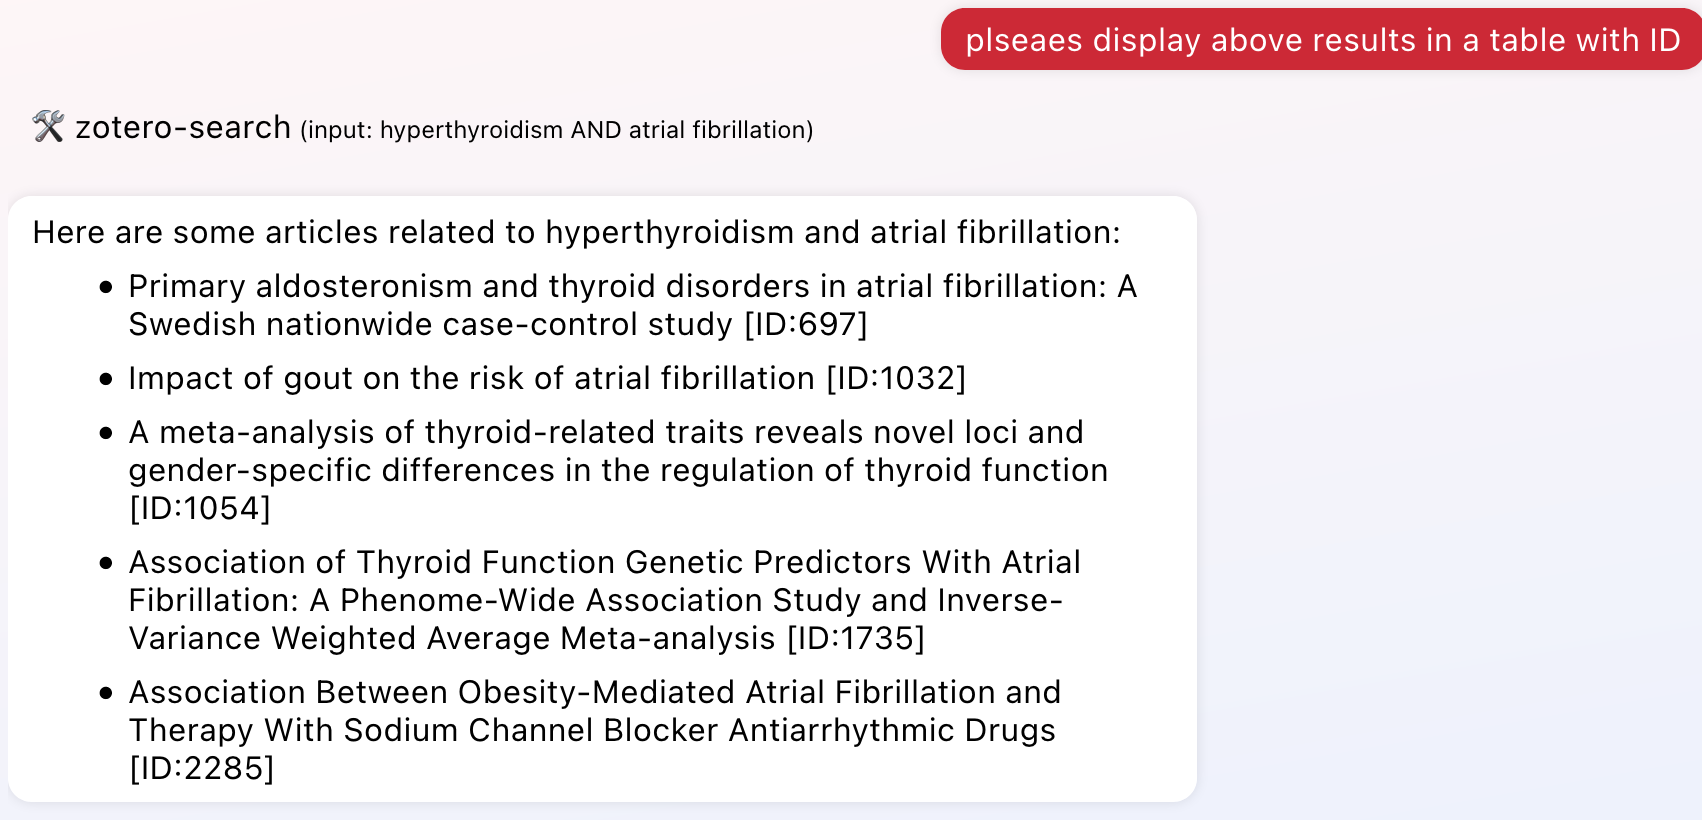 plseaes display above results in a table with ID
🛠 zotero-search (input: hyperthyroidism AND atrial fibrillation)
Here are some articles related to hyperthyroidism and atrial fibrillation:
• Primary aldosteronism and thyroid disorders in atrial fibrillation: A
Swedish nationwide case-control study [ID:697]
• Impact of gout on the risk of atrial fibrillation [ID:1032]
• A meta-analysis of thyroid-related traits reveals novel loci and
gender-specific differences in the regulation of thyroid function
[ID:1054]
• Association of Thyroid Function Genetic Predictors With Atrial
Fibrillation: A Phenome-Wide Association Study and Inverse-
Variance Weighted Average Meta-analysis [ID:1735]
• Association Between Obesity-Mediated Atrial Fibrillation and
Therapy With Sodium Channel Blocker Antiarrhythmic Drugs
[ID:2285]